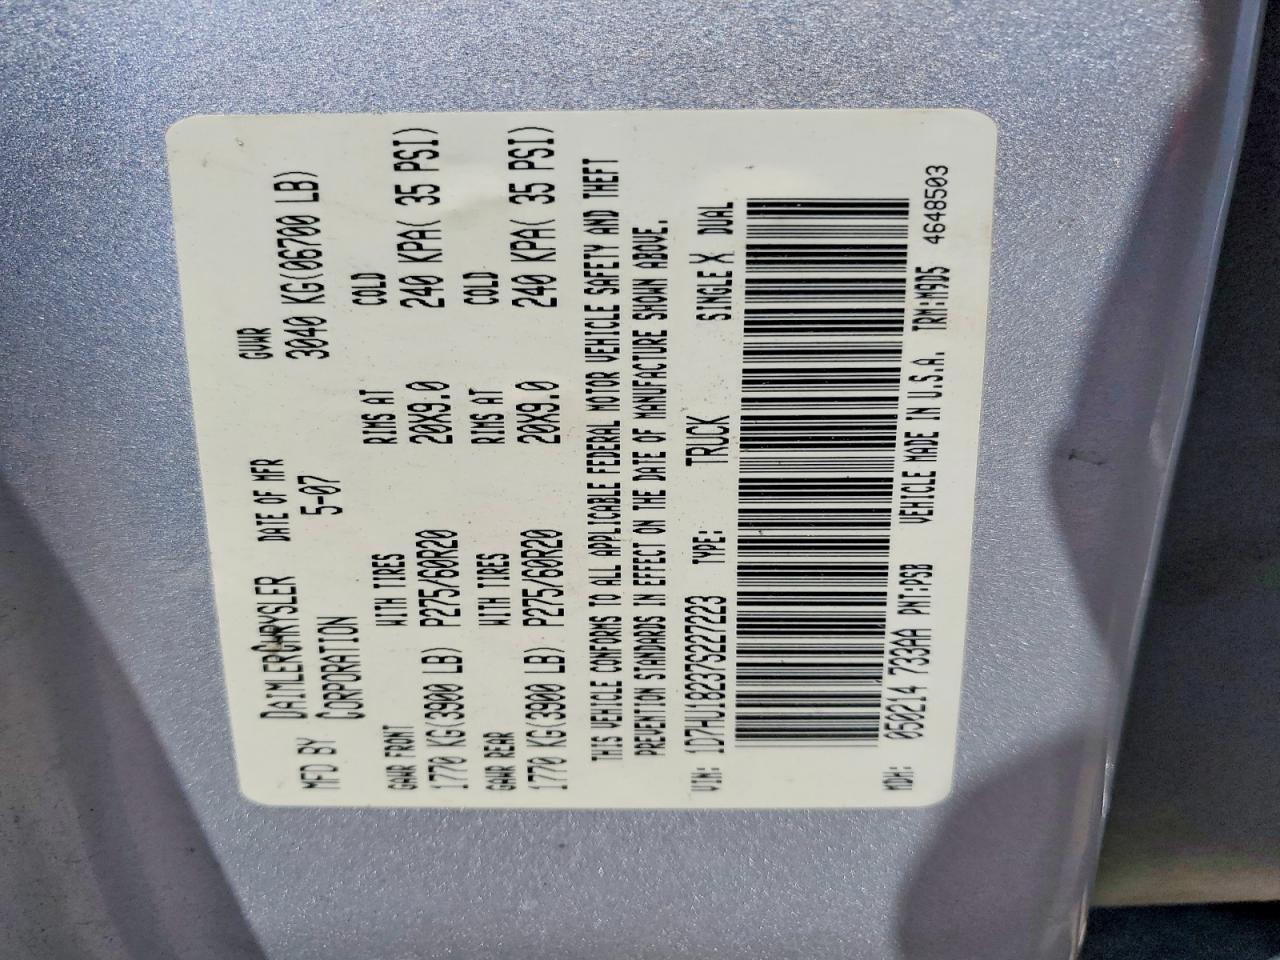 MFD BY DAIMLERCHRYSLER CORPORATION DATE OF MFR 5-07 GVWR 3040 KG(06700 LB)
GAWR FRONT WITH TIRES RIMS AT COLD
1770 KG(3900 LB) P275/60R20 20X9.0 240 KPA( 35 PSI)
GAWR REAR WITH TIRES RIMS AT COLD
1770 KG(3900 LB) P275/60R20 20X9.0 240 KPA( 35 PSI)
THIS VEHICLE CONFORMS TO ALL APPLICABLE FEDERAL MOTOR VEHICLE SAFETY AND THEFT
PREVENTION STANDARDS IN EFFECT ON THE DATE OF MANUFACTURE SHOWN ABOVE.
VIN: 1D7HU18237S227223 TYPE: TRUCK SINGLE X DUAL
MDH: 050214 733AA PNT:PSB VEHICLE MADE IN U.S.A. TRM:M9D5 4648503